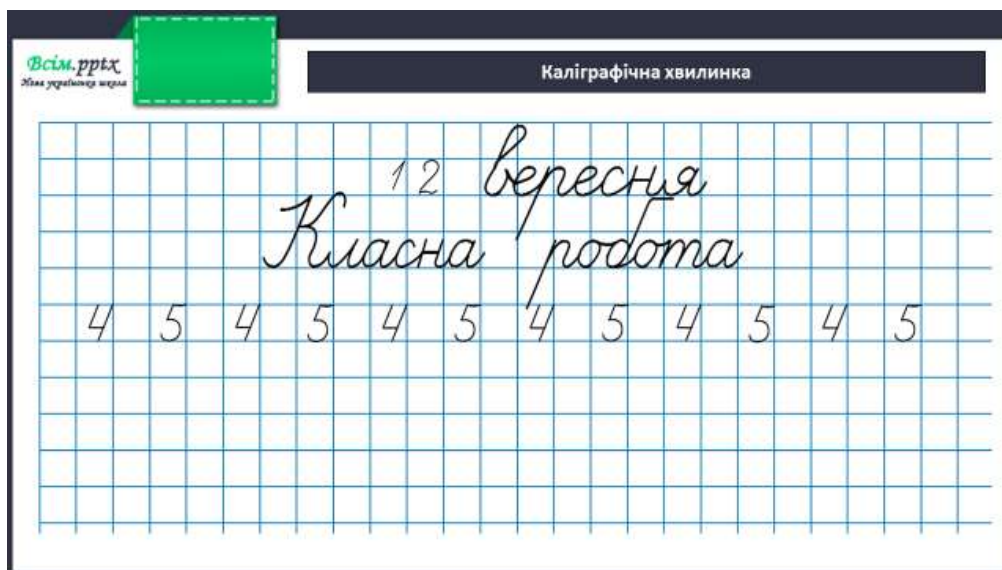 Всім.pptx
Нова українська школа
Каліграфічна хвилинка
12 вересня
Класна робота
4 5 4 5 4 5 4 5 4 5 4 5